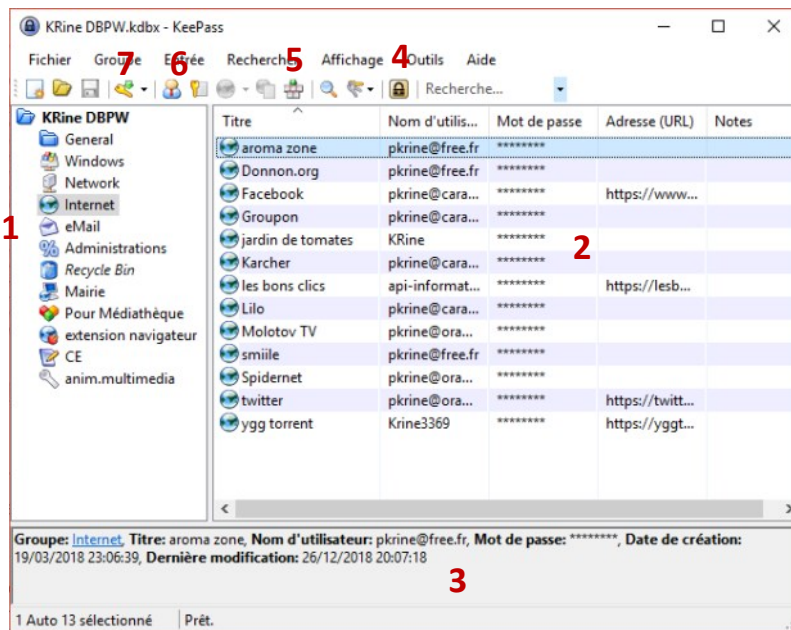 KRine DBPW.kdbx - KeePass
Fichier Groupe Entrée Rechercher Affichage Outils Aide
7 6 5 4
Recherche...
KRine DBPW
General
Windows
Network
Internet
eMail
Administrations
Recycle Bin
Mairie
Pour Médiathèque
extension navigateur
CE
anim.multimedia
1
Titre Nom d'utilis... Mot de passe Adresse (URL) Notes
aroma zone pkrine@free.fr ********
Donnon.org pkrine@free.fr ********
Facebook pkrine@cara... ******** https://www...
Groupon pkrine@cara... ********
jardin de tomates KRine ********
2
Karcher pkrine@cara... ********
les bons clics api-informat... ******** https://lesb...
Lilo pkrine@cara... ********
Molotov TV pkrine@ora... ********
smiile pkrine@free.fr ********
Spidernet pkrine@ora... ********
twitter pkrine@ora... ******** https://twitt...
ygg torrent Krine3369 ******** https://yggt...
Groupe: Internet, Titre: aroma zone, Nom d'utilisateur: pkrine@free.fr, Mot de passe: ********, Date de création:
19/03/2018 23:06:39, Dernière modification: 26/12/2018 20:07:18
3
1 Auto 13 sélectionné Prêt.